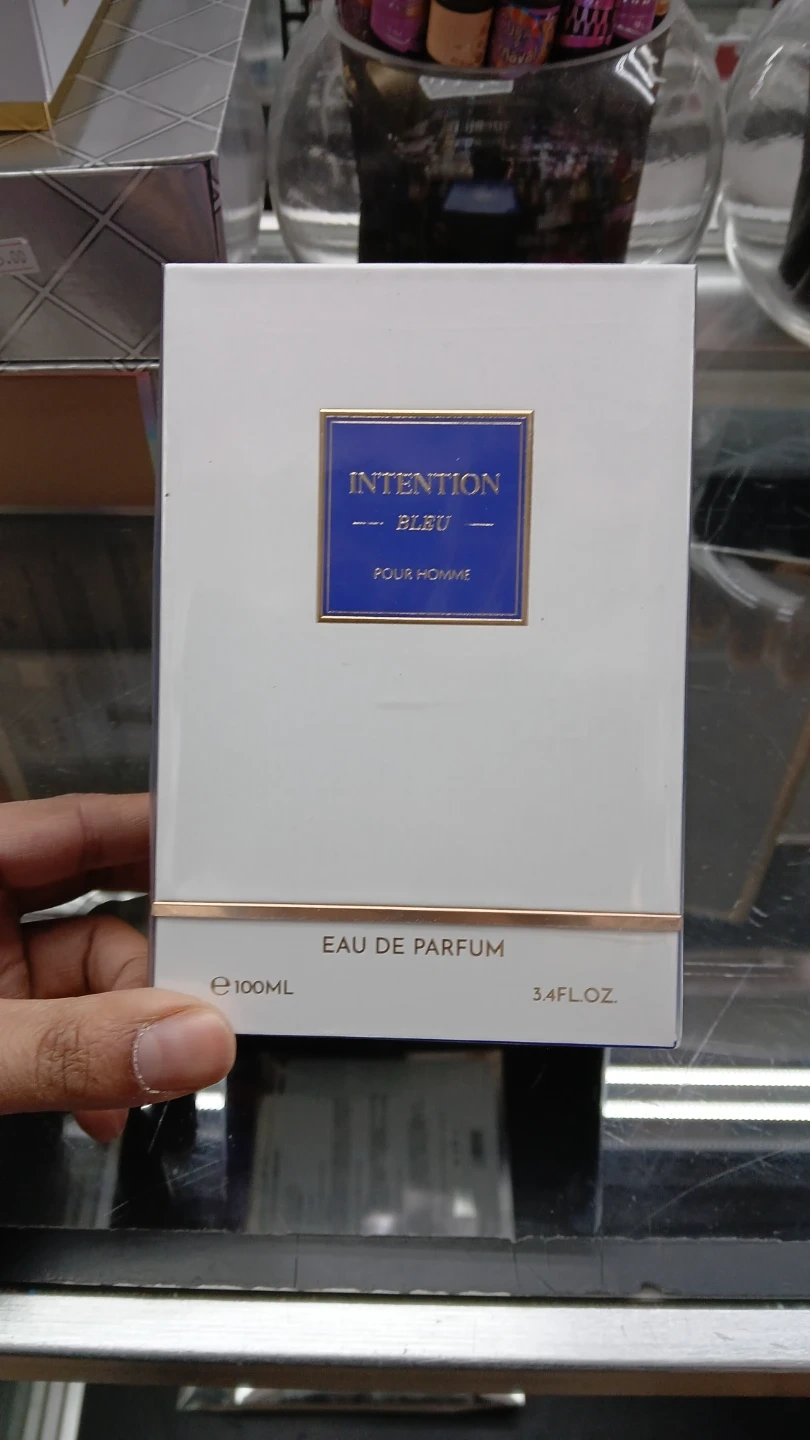 INTENTION
BLEU
POUR HOMME
EAU DE PARFUM
℮100ML
3.4FL.OZ.